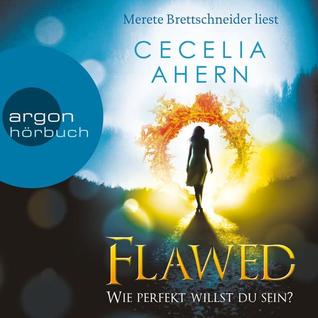 Merete Brettschneider liest
CECELIA
AHERN
argon
hörbuch
FLAWED
WIE PERFEKT WILLST DU SEIN?